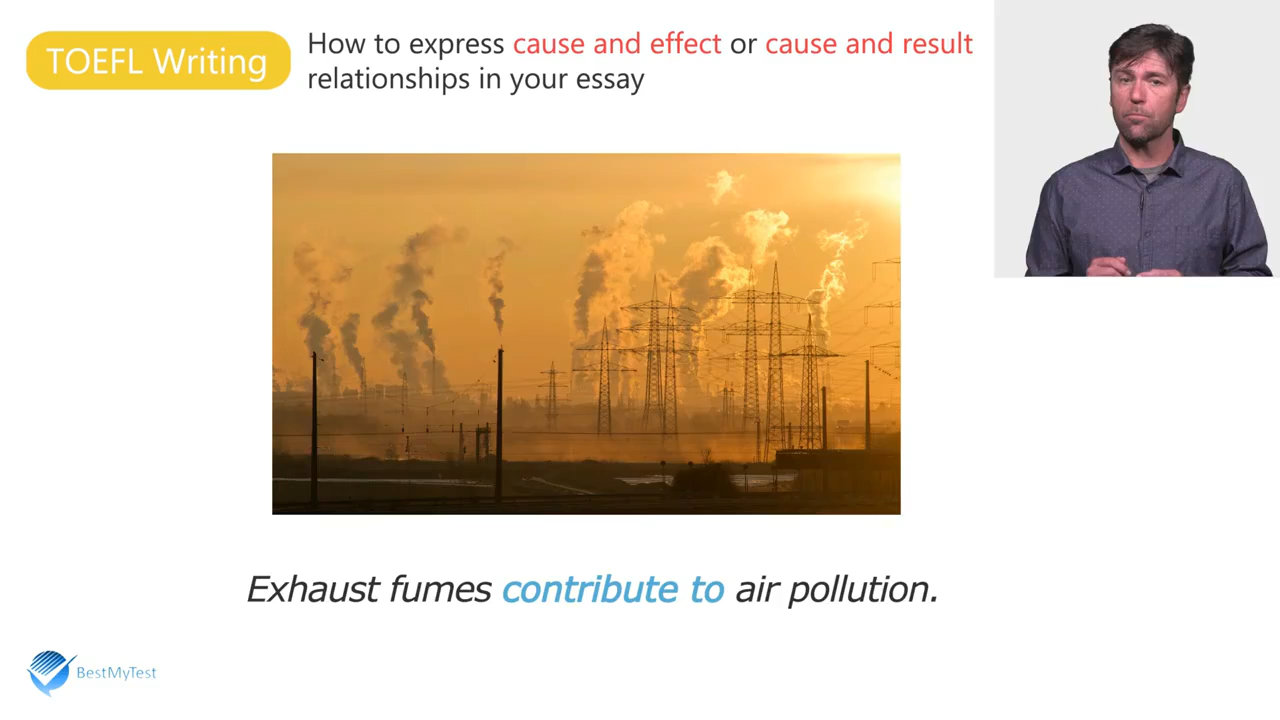 TOEFL Writing
How to express cause and effect or cause and result
relationships in your essay
Exhaust fumes contribute to air pollution.
BestMyTest